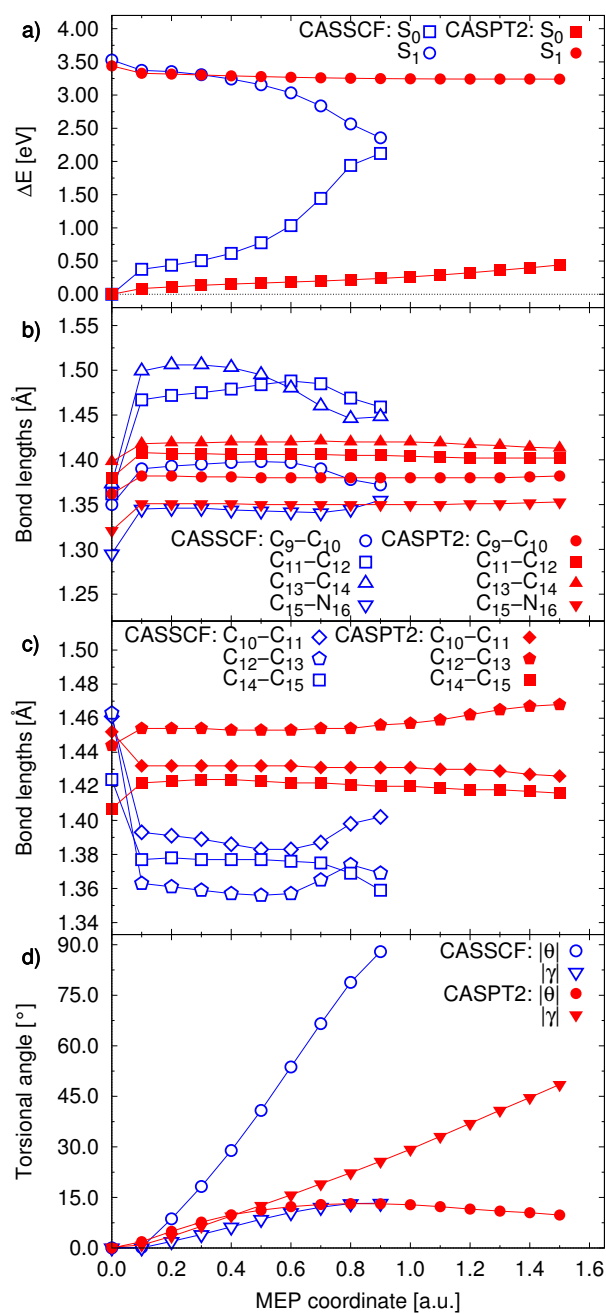 a)
CASSCF: S₀ CASPT2: S₀
S₁ S₁
4.00
3.50
3.00
2.50
2.00
1.50
1.00
0.50
0.00
ΔE [eV]
b)
1.55
1.50
1.45
1.40
1.35
1.30
1.25
Bond lengths [Å]
CASSCF: C₉–C₁₀ CASPT2: C₉–C₁₀
C₁₁–C₁₂ C₁₁–C₁₂
C₁₃–C₁₄ C₁₃–C₁₄
C₁₅–N₁₆ C₁₅–N₁₆
c)
CASSCF: C₁₀–C₁₁ CASPT2: C₁₀–C₁₁
C₁₂–C₁₃ C₁₂–C₁₃
C₁₄–C₁₅ C₁₄–C₁₅
1.50
1.48
1.46
1.44
1.42
1.40
1.38
1.36
1.34
Bond lengths [Å]
d)
90.0
75.0
60.0
45.0
30.0
15.0
0.0
Torsional angle [°]
CASSCF: |θ|
|γ|
CASPT2: |θ|
|γ|
0.0 0.2 0.4 0.6 0.8 1.0 1.2 1.4 1.6
MEP coordinate [a.u.]